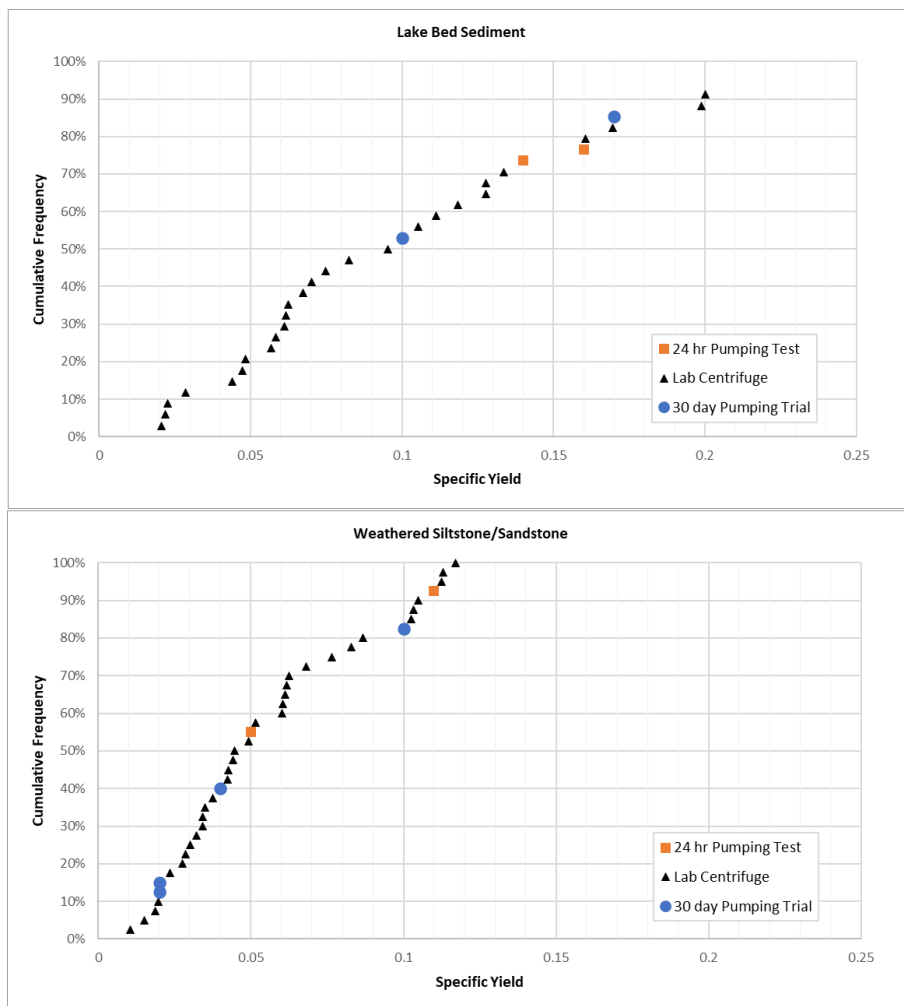 Lake Bed Sediment
100%
90%
80%
70%
60%
50%
40%
30%
20%
10%
0%
Cumulative Frequency
24 hr Pumping Test
Lab Centrifuge
30 day Pumping Trial
0 0.05 0.1 0.15 0.2 0.25
Specific Yield
Weathered Siltstone/Sandstone
100%
90%
80%
70%
60%
50%
40%
30%
20%
10%
0%
Cumulative Frequency
24 hr Pumping Test
Lab Centrifuge
30 day Pumping Trial
0 0.05 0.1 0.15 0.2 0.25
Specific Yield